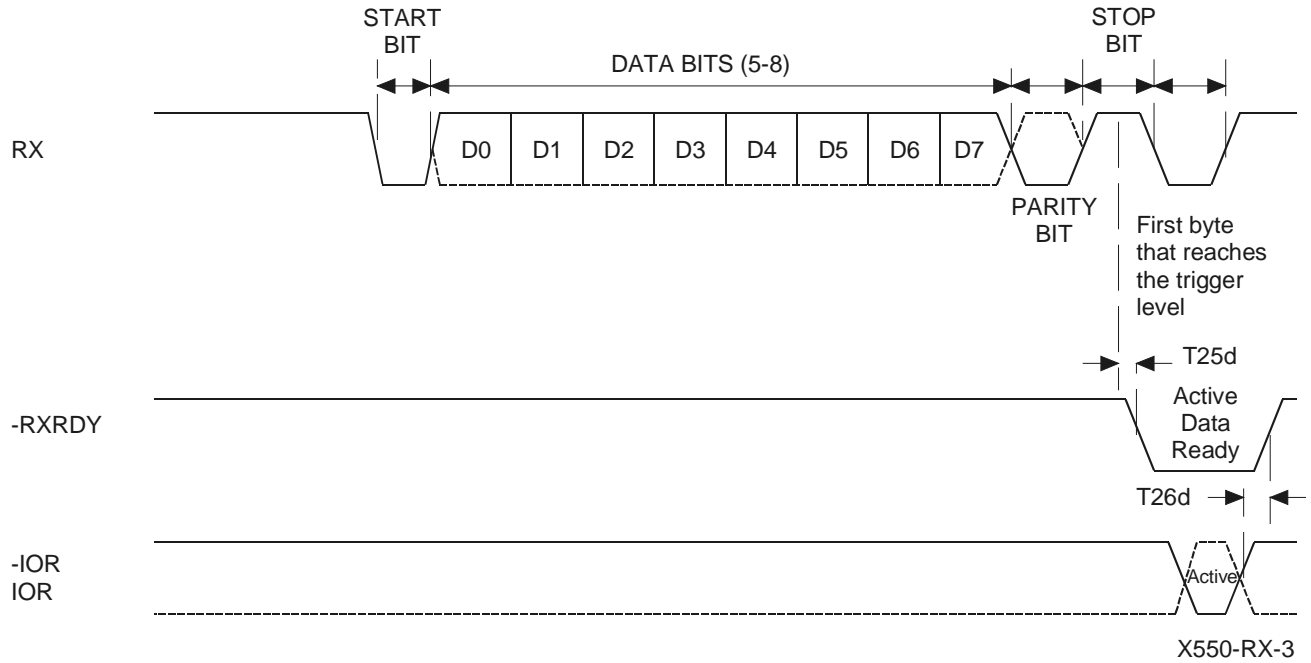 START
BIT
STOP
BIT
DATA BITS (5-8)
RX
D0 D1 D2 D3 D4 D5 D6 D7
PARITY
BIT
First byte
that reaches
the trigger
level
T25d
-RXRDY
Active
Data
Ready
T26d
-IOR
IOR
Active
X550-RX-3